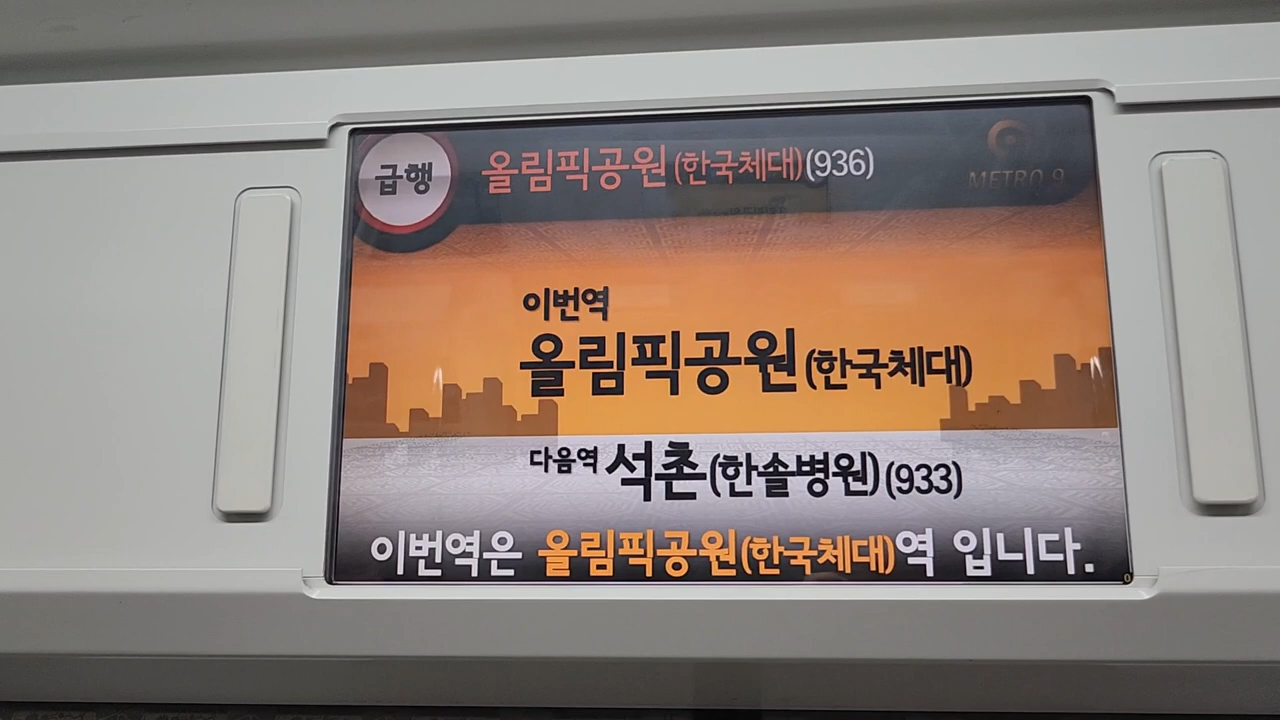 급행 올림픽공원(한국체대)(936) METRO 9
이번역
올림픽공원(한국체대)
다음역 석촌(한솔병원)(933)
이번역은 올림픽공원(한국체대)역 입니다.